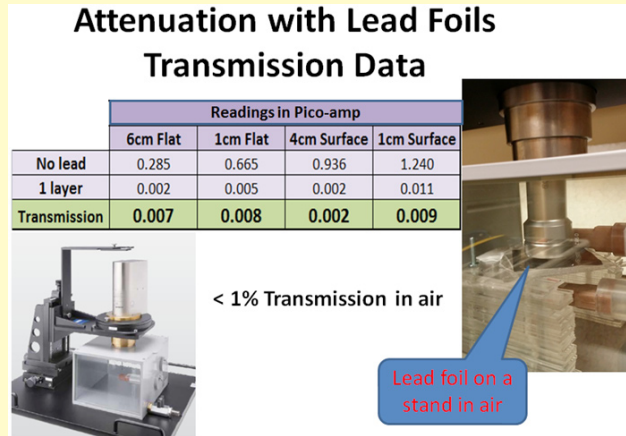 Attenuation with Lead Foils
Transmission Data
Readings in Pico-amp
6cm Flat 1cm Flat 4cm Surface 1cm Surface
No lead 0.285 0.665 0.936 1.240
1 layer 0.002 0.005 0.002 0.011
Transmission 0.007 0.008 0.002 0.009
< 1% Transmission in air
Lead foil on a
stand in air